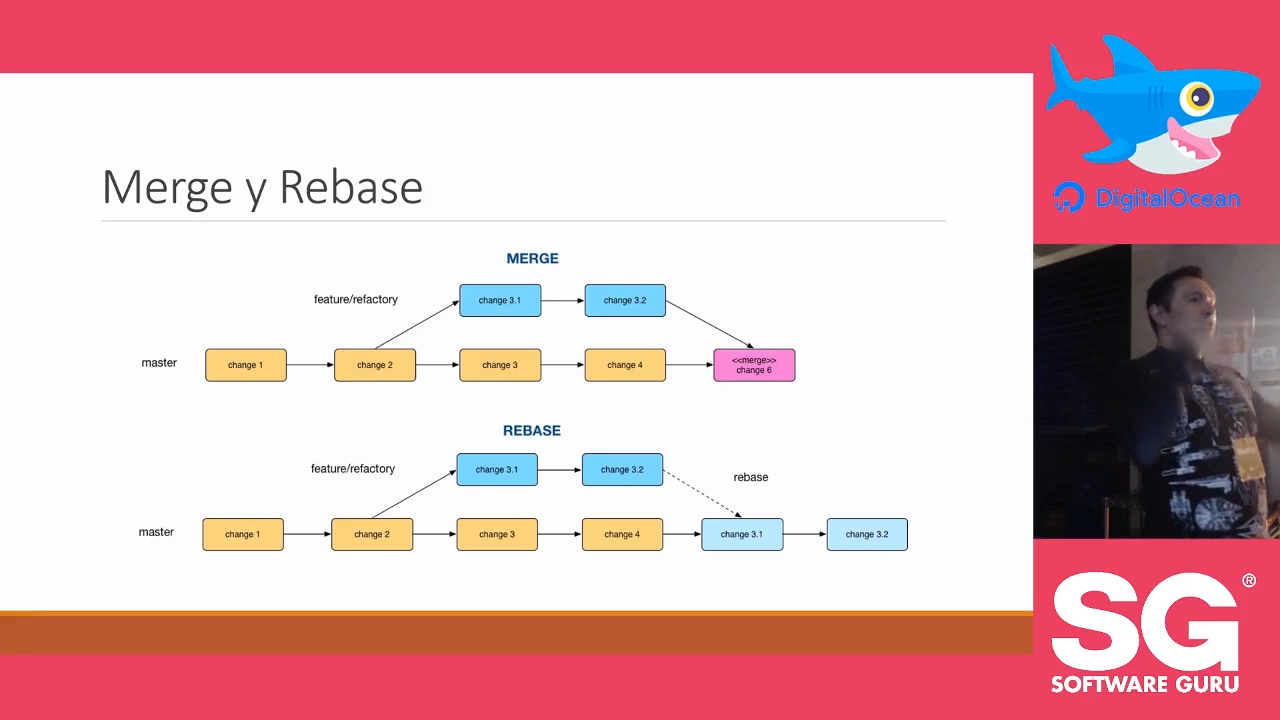 Merge y Rebase
MERGE
feature/refactory
change 3.1
change 3.2
master
change 1
change 2
change 3
change 4
<<merge>>
change 6
REBASE
feature/refactory
change 3.1
change 3.2
rebase
master
change 1
change 2
change 3
change 4
change 3.1
change 3.2
DigitalOcean
SG®
SOFTWARE GURU